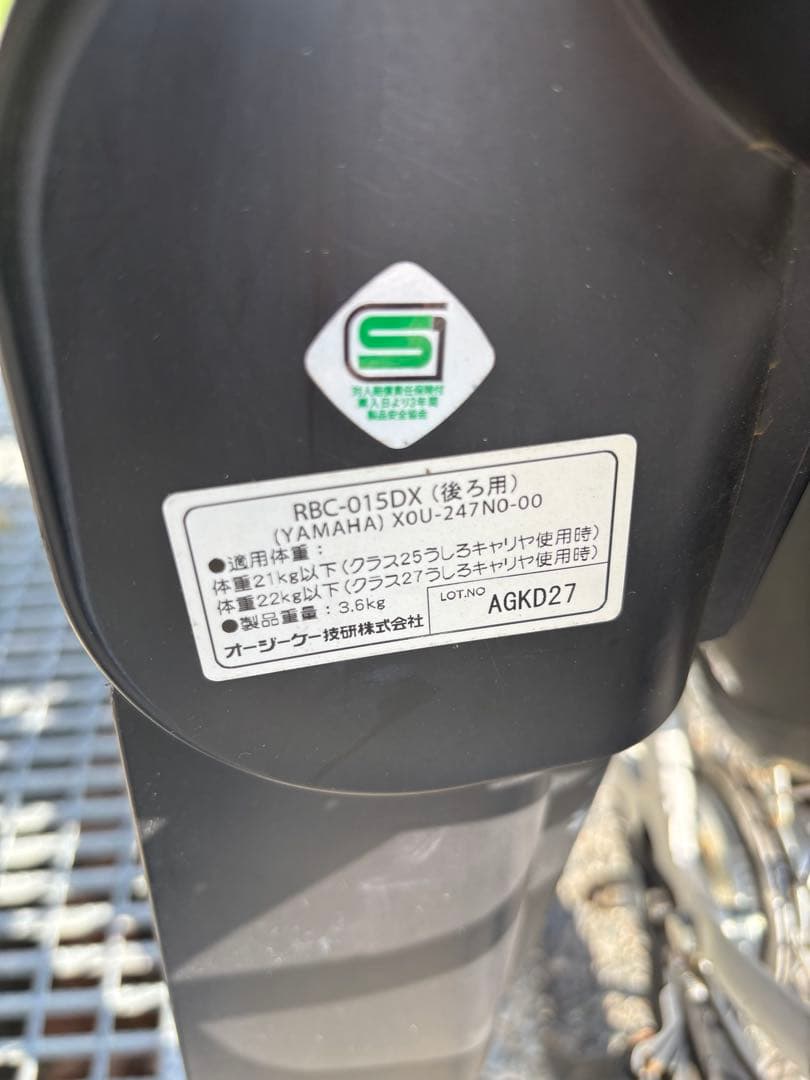 SG
対人賠償責任保険付
購入日より3年間
製品安全協会
RBC-015DX (後ろ用)
(YAMAHA) X0U-247N0-00
●適用体重:
体重21kg以下(クラス25うしろキャリヤ使用時)
体重22kg以下(クラス27うしろキャリヤ使用時)
●製品重量:3.6kg
オージーケー技研株式会社
LOT.NO AGKD27